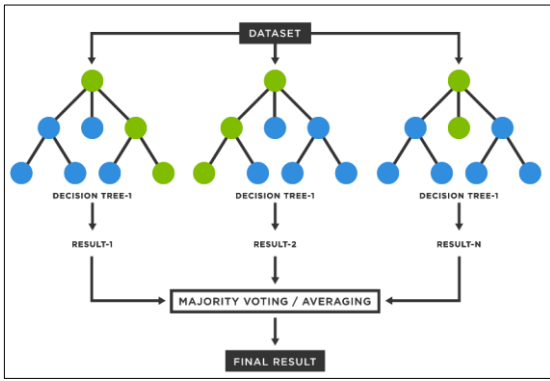 DATASET
DECISION TREE-1
DECISION TREE-1
DECISION TREE-1
RESULT-1
RESULT-2
RESULT-N
MAJORITY VOTING / AVERAGING
FINAL RESULT